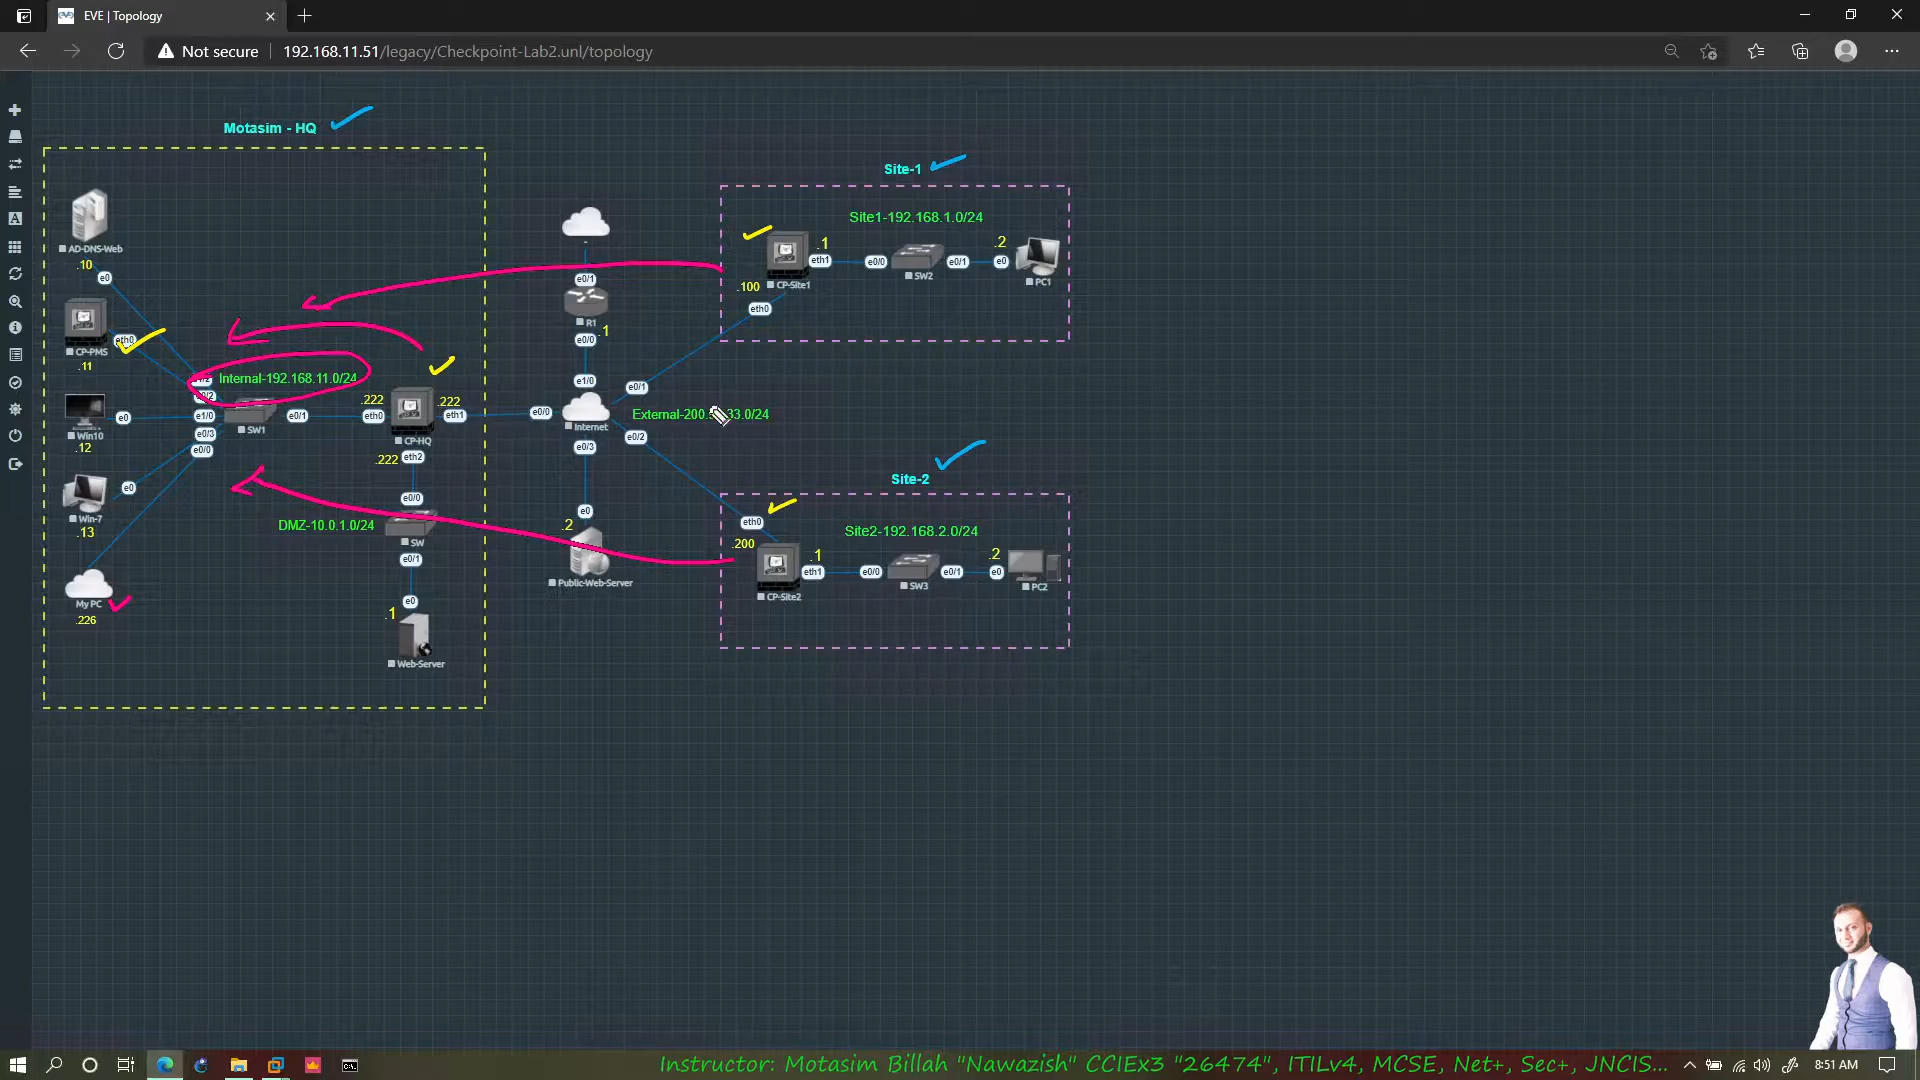 EVE | Topology
Not secure
192.168.11.51/legacy/Checkpoint-Lab2.unl/topology
Motasim - HQ
AD-DNS-Web
.10
e0
CP-PMS
eth0
.11
Win10
e0
.12
Win-7
e0
.13
My PC
.226
Internal-192.168.11.0/24
e1/0
e0/3
e0/0
SW1
e0/1
.222
eth0
.222
eth1
CP-HQ
.222
eth2
e0/0
DMZ-10.0.1.0/24
SW
e0/1
e0
.1
Web-Server
-
e0/1
R1
.1
e0/0
e1/0
e0/0
Internet
e0/1
e0/2
e0/3
e0
.2
Public-Web-Server
Site-1
Site1-192.168.1.0/24
.1
eth1
e0/0
SW2
e0/1
.2
e0
PC1
.100
CP-Site1
eth0
Site-2
Site2-192.168.2.0/24
eth0
.200
CP-Site2
.1
eth1
e0/0
SW3
e0/1
.2
e0
PC2
Instructor: Motasim Billah "Nawazish" CCIEx3 "26474", ITILv4, MCSE, Net+, Sec+, JNCIS...
8:51 AM